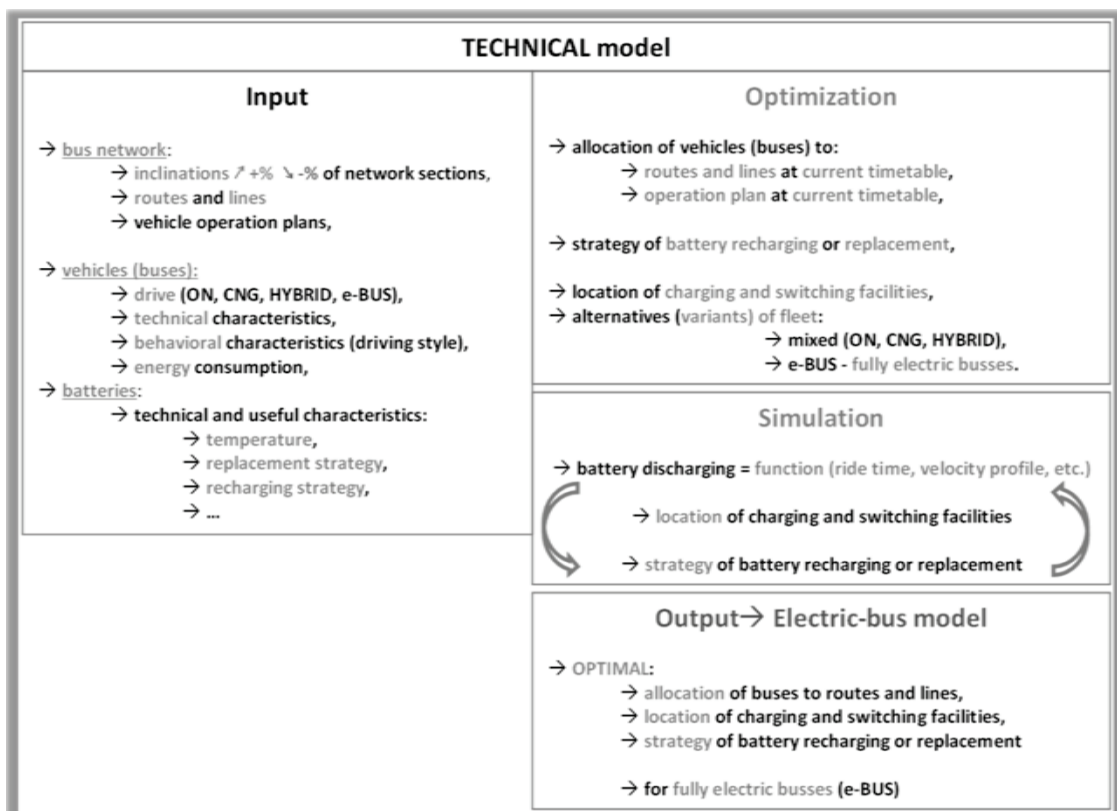 TECHNICAL model
Input
→ bus network:
→ inclinations ↗ +% ↘ -% of network sections,
→ routes and lines
→ vehicle operation plans,
→ vehicles (buses):
→ drive (ON, CNG, HYBRID, e-BUS),
→ technical characteristics,
→ behavioral characteristics (driving style),
→ energy consumption,
→ batteries:
→ technical and useful characteristics:
→ temperature,
→ replacement strategy,
→ recharging strategy,
→ ...
Optimization
→ allocation of vehicles (buses) to:
→ routes and lines at current timetable,
→ operation plan at current timetable,
→ strategy of battery recharging or replacement,
→ location of charging and switching facilities,
→ alternatives (variants) of fleet:
→ mixed (ON, CNG, HYBRID),
→ e-BUS - fully electric busses.
Simulation
→ battery discharging = function (ride time, velocity profile, etc.)
→ location of charging and switching facilities
→ strategy of battery recharging or replacement
Output→ Electric-bus model
→ OPTIMAL:
→ allocation of buses to routes and lines,
→ location of charging and switching facilities,
→ strategy of battery recharging or replacement
→ for fully electric busses (e-BUS)